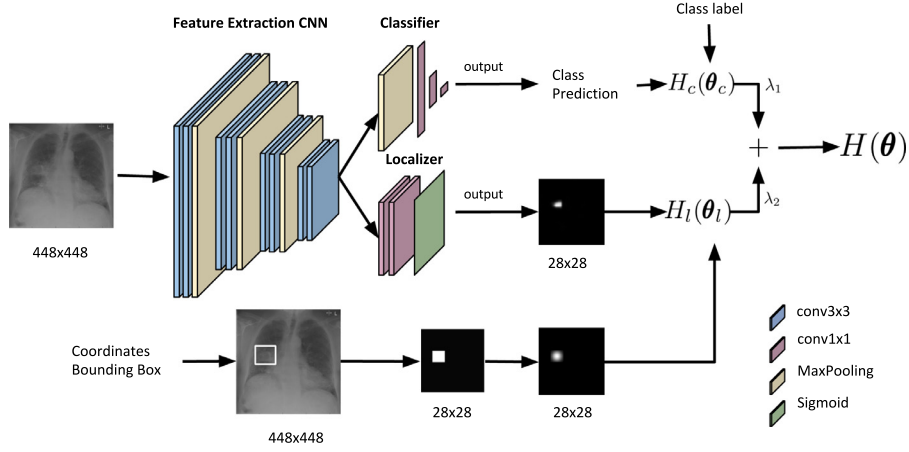 Class label
Feature Extraction CNN
Classifier
output
Class
Prediction
H_c(θ_c)
λ₁
L
448x448
+
H(θ)
Localizer
output
28x28
H_l(θ_l)
λ₂
Coordinates
Bounding Box
L
448x448
28x28
28x28
conv3x3
conv1x1
MaxPooling
Sigmoid